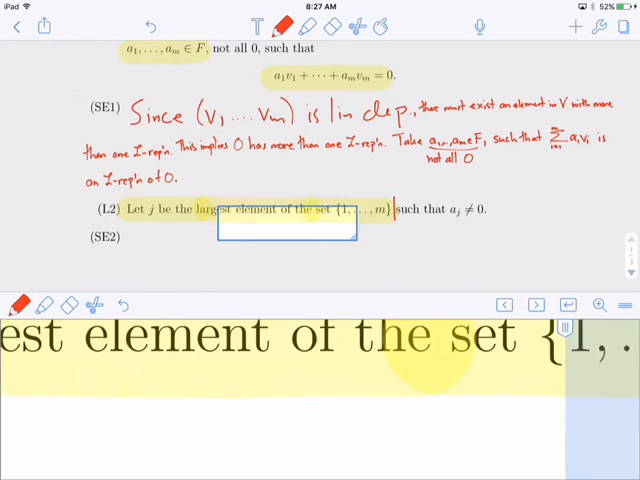 iPad 8:27 AM 52%
a₁, . . . , aₘ ∈ F, not all 0, such that
a₁v₁ + · · · + aₘvₘ = 0.
(SE1) Since (v₁ ... vₘ) is lin dep., there must exist an element in V with more
than one L-rep'n. This implies 0 has more than one L-rep'n. Take a₁,..,aₘ∈F, such that ∑ᵢ₌₁ᵐ aᵢvᵢ is
not all 0
an L-rep'n of 0.
(L2) Let j be the largest element of the set {1, . . . , m} such that aⱼ ≠ 0.
(SE2)
est element of the set {1, .